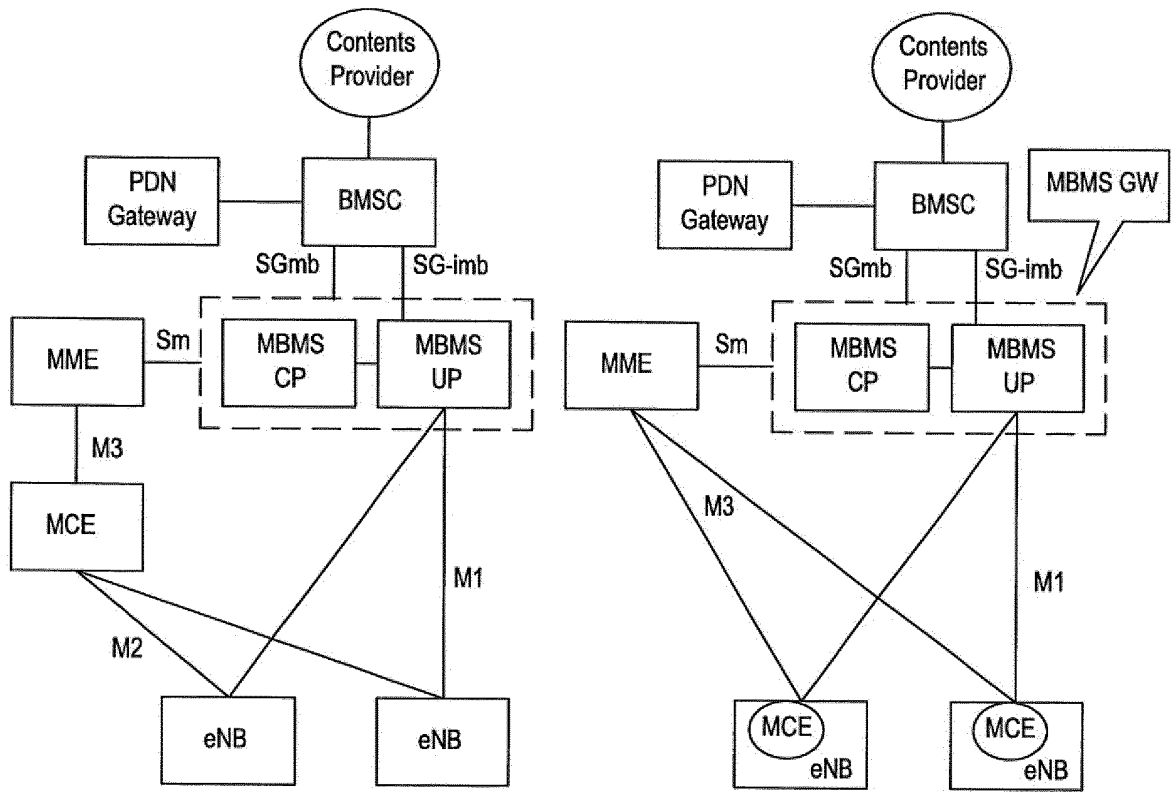 Contents
Provider
PDN
Gateway
BMSC
SGmb
SG-imb
MME
Sm
MBMS
CP
MBMS
UP
M3
MCE
M2
M1
eNB
eNB
Contents
Provider
PDN
Gateway
BMSC
MBMS GW
SGmb
SG-imb
MME
Sm
MBMS
CP
MBMS
UP
M3
M1
MCE
eNB
MCE
eNB